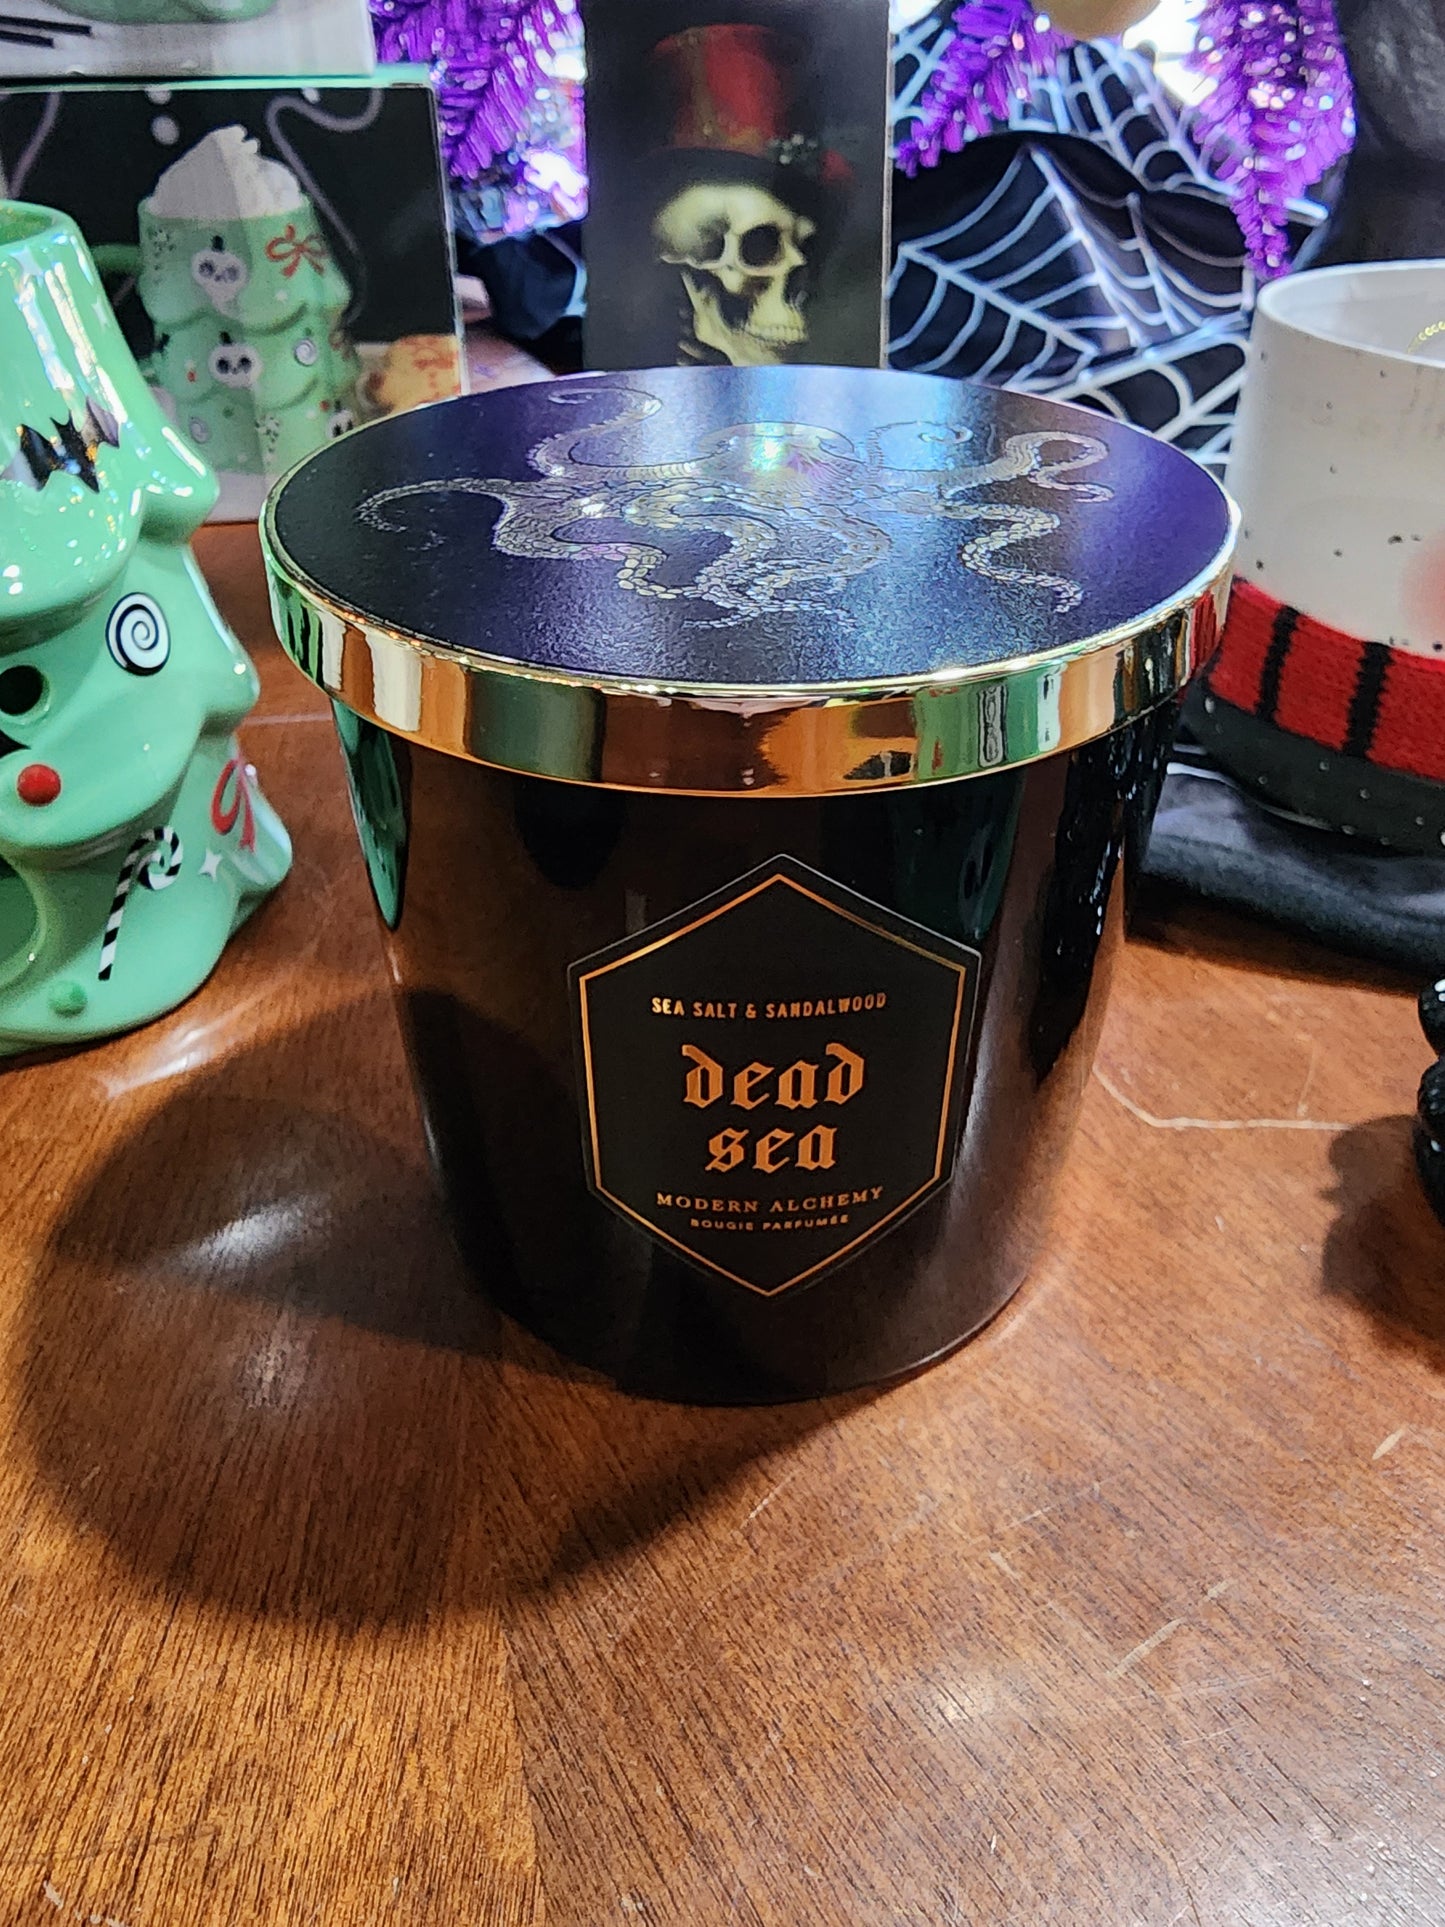 SEA SALT & SANDALWOOD
dead
sea
MODERN ALCHEMY
BOUGIE PARFUMÉE